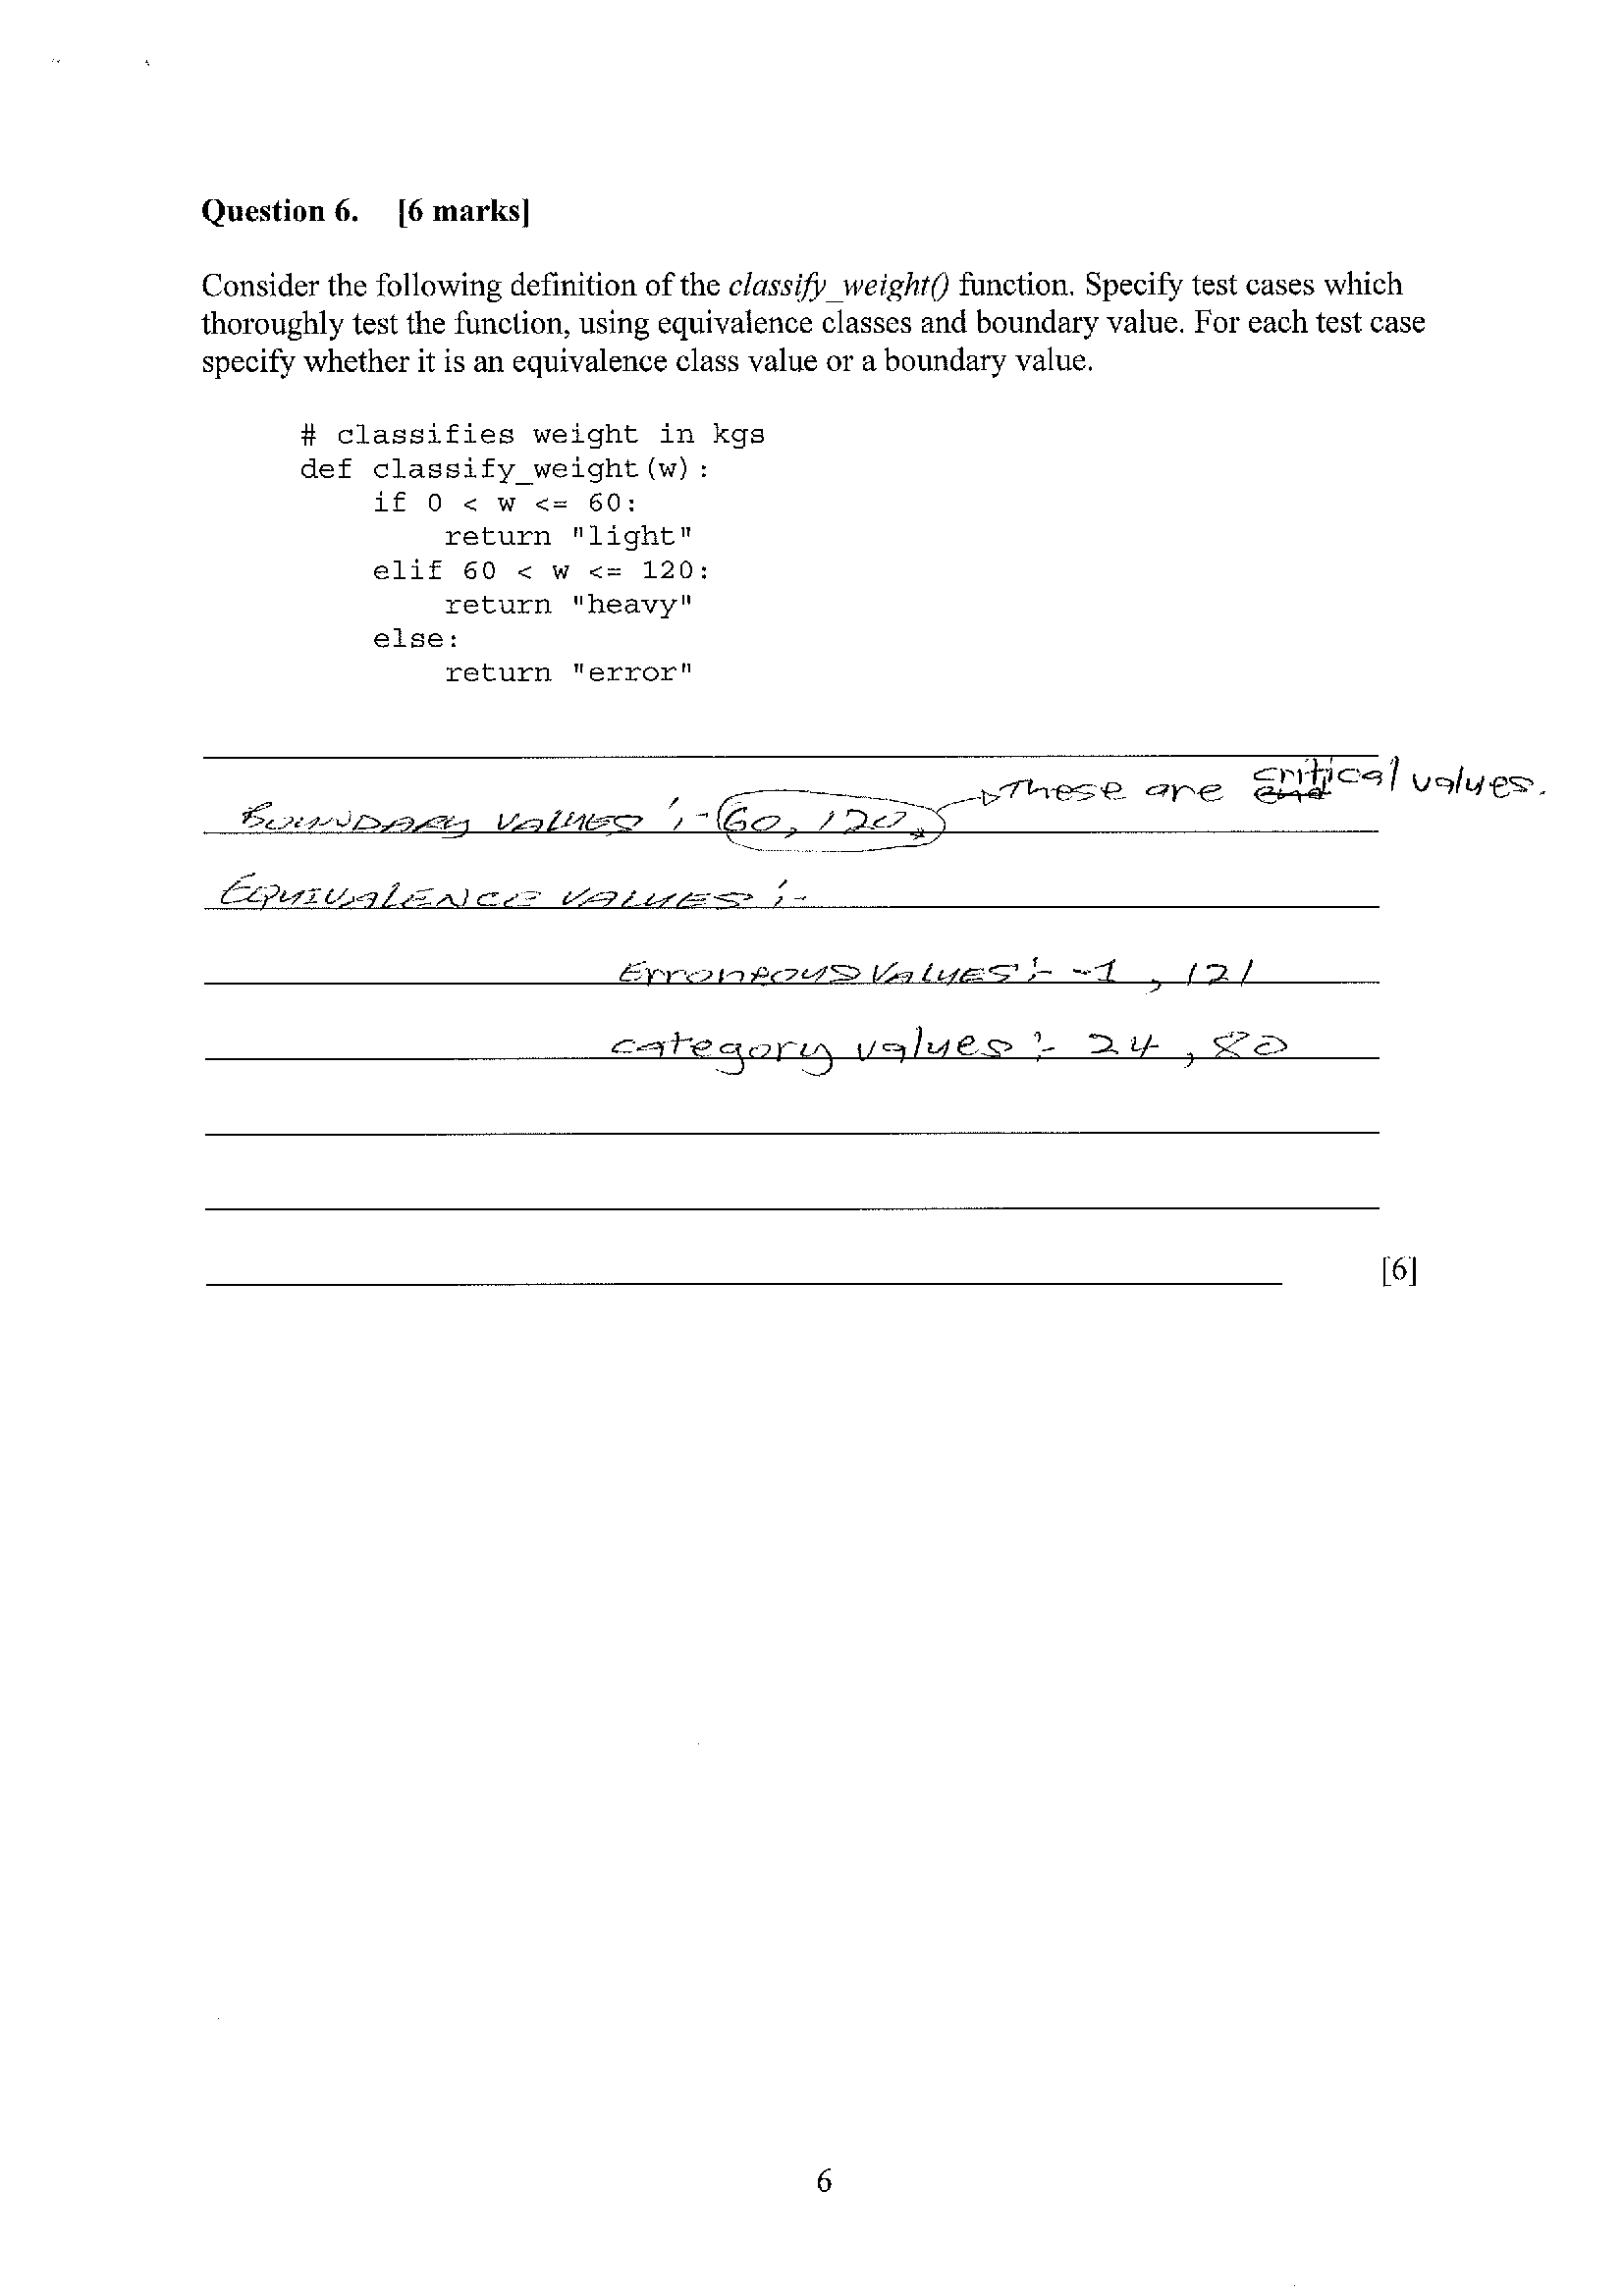 Question 6. [6 marks]
Consider the following definition of the classify_weight() function. Specify test cases which
thoroughly test the function, using equivalence classes and boundary value. For each test case
specify whether it is an equivalence class value or a boundary value.
# classifies weight in kgs
def classify_weight(w):
    if 0 < w <= 60:
        return "light"
    elif 60 < w <= 120:
        return "heavy"
    else:
        return "error"
These are critical values.
BOUNDARY VALUES :- 60, 120
EQUIVALENCE VALUES :-
Erroneous VALUES :- -1, 121
category values :- 24, 80
[6]
6